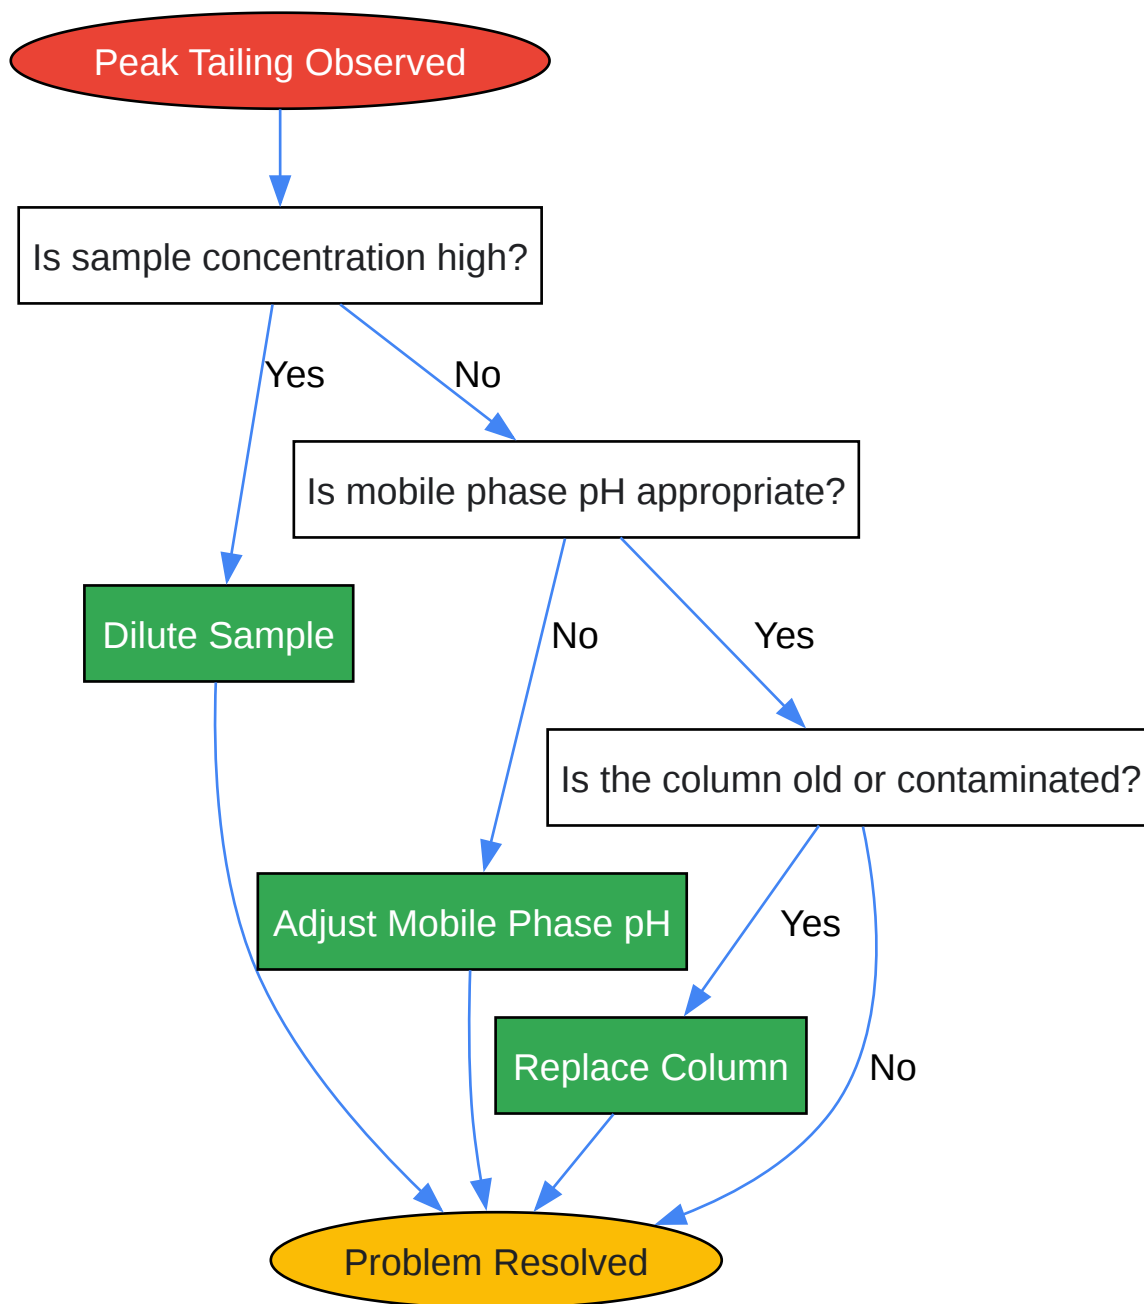 Peak Tailing Observed
Is sample concentration high?
Yes
No
Is mobile phase pH appropriate?
Dilute Sample
No
Yes
Is the column old or contaminated?
Adjust Mobile Phase pH
Yes
Replace Column
No
Problem Resolved